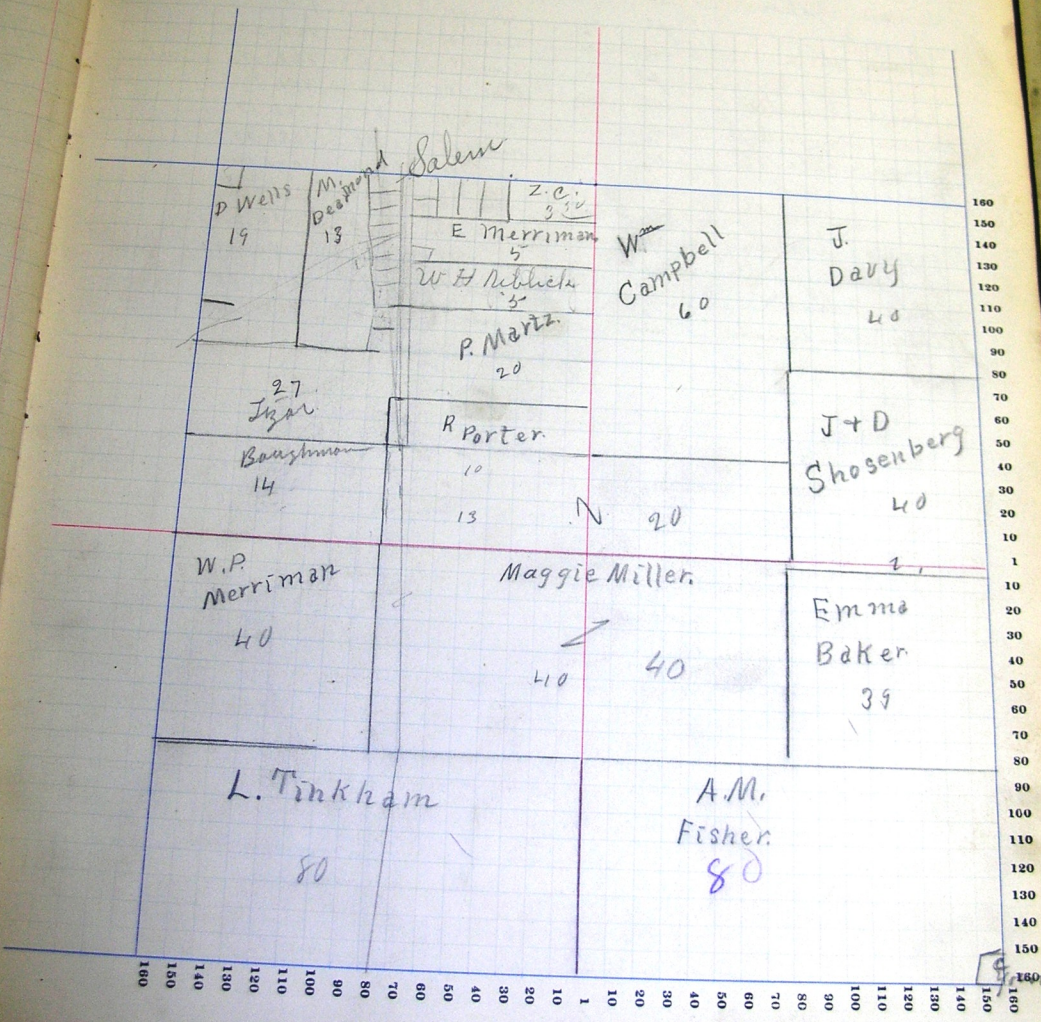 Salem
D Wells
19
M.
Desmond
13
Z.C.
3
E Merriman
5
W H
5
P. Martz.
20
Wm
Campbell
60
J.
Davy
40
27
R Porter.
10
13
Baughman
14
20
J + D
Shosenberg
40
W.P.
Merriman
40
Maggie Miller.
40
40
Emma
Baker.
39
L. Tinkham
80
A.M.
Fisher.
80
160
150
140
130
120
110
100
90
80
70
60
50
40
30
20
10
1
10
20
30
40
50
60
70
80
90
100
110
120
130
140
150
160
160 150 140 130 120 110 100 90 80 70 60 50 40 30 20 10 1 10 20 30 40 50 60 70 80 90 100 110 120 130 140 150 160